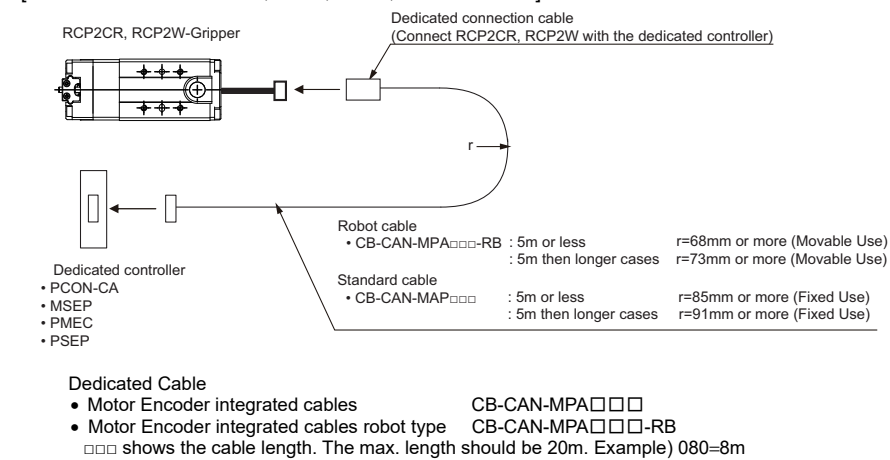 Dedicated connection cable
(Connect RCP2CR, RCP2W with the dedicated controller)
RCP2CR, RCP2W-Gripper
r
Robot cable
• CB-CAN-MPA□□□-RB : 5m or less r=68mm or more (Movable Use)
: 5m then longer cases r=73mm or more (Movable Use)
Standard cable
• CB-CAN-MAP□□□ : 5m or less r=85mm or more (Fixed Use)
: 5m then longer cases r=91mm or more (Fixed Use)
Dedicated controller
• PCON-CA
• MSEP
• PMEC
• PSEP
Dedicated Cable
• Motor Encoder integrated cables CB-CAN-MPA□□□
• Motor Encoder integrated cables robot type CB-CAN-MPA□□□-RB
□□□ shows the cable length. The max. length should be 20m. Example) 080=8m